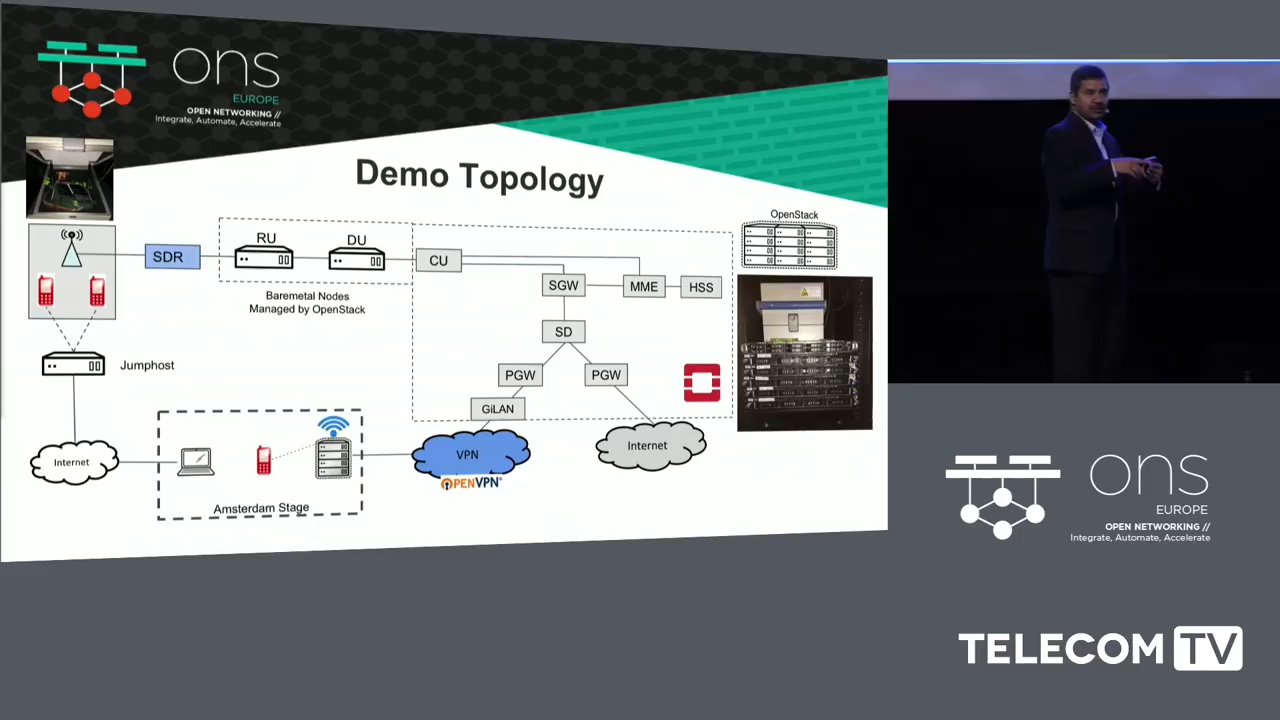 ons
EUROPE
OPEN NETWORKING //
Integrate, Automate, Accelerate
Demo Topology
OpenStack
SDR
RU
DU
CU
SGW
MME
HSS
Baremetal Nodes
Managed by OpenStack
SD
Jumphost
PGW
PGW
GiLAN
Internet
VPN
OPENVPN®
Internet
Amsterdam Stage
ons
EUROPE
OPEN NETWORKING //
Integrate, Automate, Accelerate
TELECOM TV